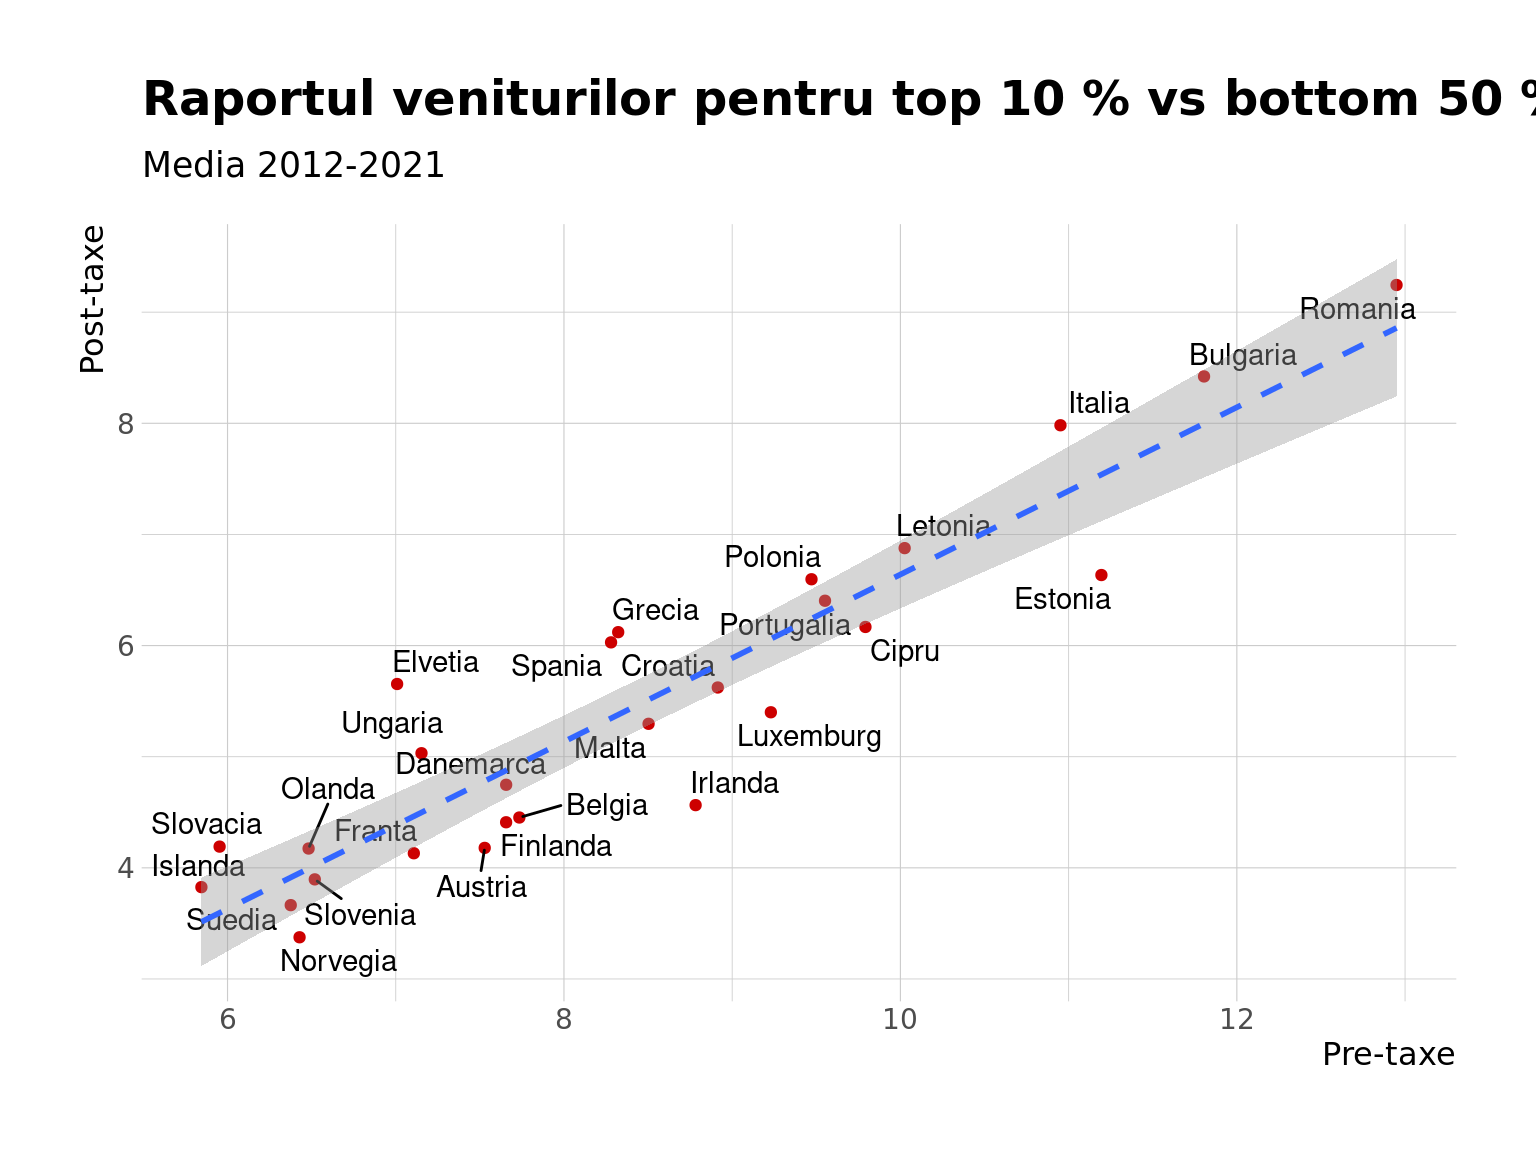 Raportul veniturilor pentru top 10 % vs bottom 50 %
Media 2012-2021
Post-taxe
Romania
Bulgaria
Italia
8
Letonia
Polonia
Estonia
Grecia
Portugalia
6
Cipru
Elvetia
Spania
Croatia
Ungaria
Luxemburg
Malta
Danemarca
Irlanda
Olanda
Belgia
Slovacia
Franta
Finlanda
4
Islanda
Austria
Slovenia
Suedia
Norvegia
6 8 10 12
Pre-taxe